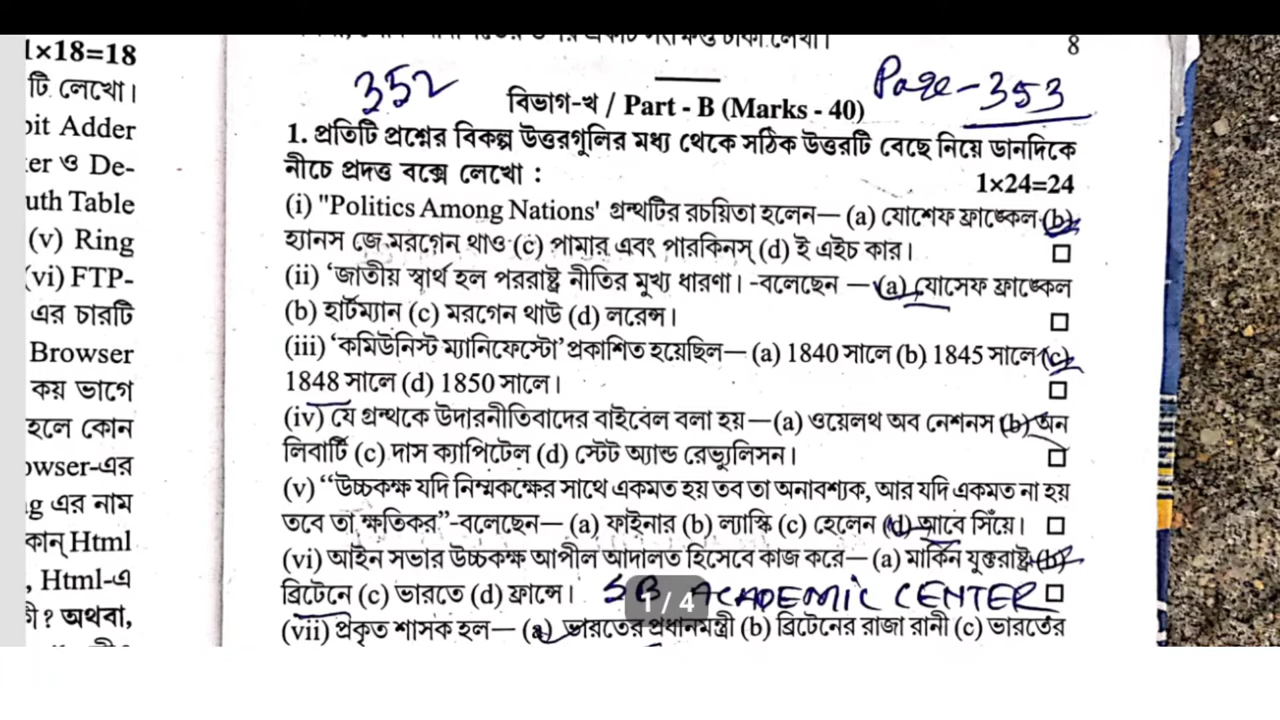 8
1×18=18
টি লেখো।
bit Adder
er ও De-
uth Table
(v) Ring
(vi) FTP-
এর চারটি
Browser
কয় ভাগে
হলে কোন
owser-এর
g এর নাম
কোন্ Html
, Html-এ
গী? অথবা,
352
Page-353
বিভাগ-খ / Part - B (Marks - 40)
1. প্রতিটি প্রশ্নের বিকল্প উত্তরগুলির মধ্য থেকে সঠিক উত্তরটি বেছে নিয়ে ডানদিকে
নীচে প্রদত্ত বক্সে লেখো :
1×24=24
(i) "Politics Among Nations' গ্রন্থটির রচয়িতা হলেন— (a) যোশেফ ফ্রাঙ্কেল (b)
হ্যানস জে মরগেন থাও (c) পামার এবং পারকিনস্ (d) ই এইচ কার। □
(ii) ‘জাতীয় স্বার্থ হল পররাষ্ট্র নীতির মুখ্য ধারণা। -বলেছেন — (a) যোসেফ ফ্রাঙ্কেল
(b) হার্টম্যান (c) মরগেন থাউ (d) লরেন্স। □
(iii) ‘কমিউনিস্ট ম্যানিফেস্টো’ প্রকাশিত হয়েছিল— (a) 1840 সালে (b) 1845 সালে (c)
1848 সালে (d) 1850 সালে। □
(iv) যে গ্রন্থকে উদারনীতিবাদের বাইবেল বলা হয় —(a) ওয়েলথ অব নেশনস (b) অন
লিবার্টি (c) দাস ক্যাপিটেল (d) স্টেট অ্যান্ড রেভ্যুলিসন। □
(v) “উচ্চকক্ষ যদি নিম্মকক্ষের সাথে একমত হয় তব তা অনাবশ্যক, আর যদি একমত না হয়
তবে তা ক্ষতিকর”-বলেছেন— (a) ফাইনার (b) ল্যাস্কি (c) হেলেন (d) আবে সিঁয়ে। □
(vi) আইন সভার উচ্চকক্ষ আপীল আদালত হিসেবে কাজ করে— (a) মার্কিন যুক্তরাষ্ট্র (b)
ব্রিটেনে (c) ভারতে (d) ফ্রান্সে। SB ACADEMIC CENTER □
1 / 4
(vii) প্রকৃত শাসক হল— (a) ভারতের প্রধানমন্ত্রী (b) ব্রিটেনের রাজা রানী (c) ভারতের